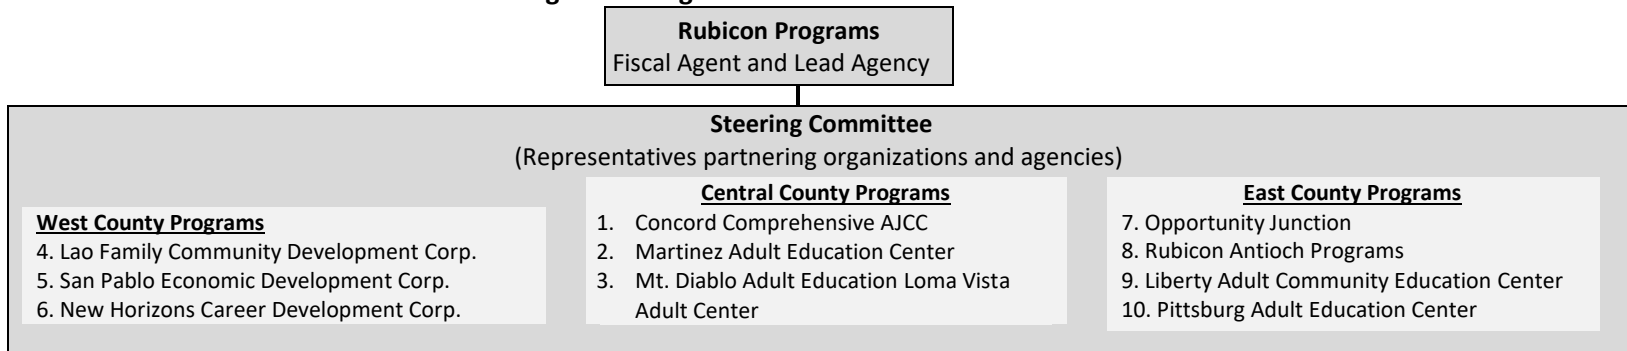 Rubicon Programs
Fiscal Agent and Lead Agency
Steering Committee
(Representatives partnering organizations and agencies)
West County Programs
4. Lao Family Community Development Corp.
5. San Pablo Economic Development Corp.
6. New Horizons Career Development Corp.
Central County Programs
1. Concord Comprehensive AJCC
2. Martinez Adult Education Center
3. Mt. Diablo Adult Education Loma Vista
Adult Center
East County Programs
7. Opportunity Junction
8. Rubicon Antioch Programs
9. Liberty Adult Community Education Center
10. Pittsburg Adult Education Center